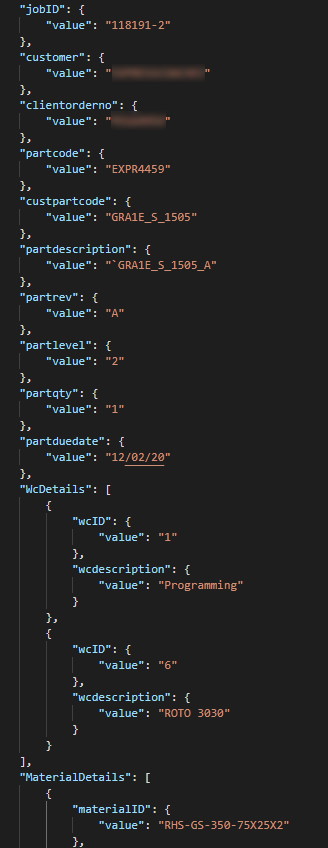 "jobID": {
"value": "118191-2"
},
"customer": {
"value": "
"
},
"clientorderno": {
"value": "
"
},
"partcode": {
"value": "EXPR4459"
},
"custpartcode": {
"value": "GRA1E_S_1505"
},
"partdescription": {
"value": "`GRA1E_S_1505_A"
},
"partrev": {
"value": "A"
},
"partlevel": {
"value": "2"
},
"partqty": {
"value": "1"
},
"partduedate": {
"value": "12/02/20"
},
"WcDetails": [
{
"wcID": {
"value": "1"
},
"wcdescription": {
"value": "Programming"
}
},
{
"wcID": {
"value": "6"
},
"wcdescription": {
"value": "ROTO 3030"
}
}
],
"MaterialDetails": [
{
"materialID": {
"value": "RHS-GS-350-75X25X2"
},